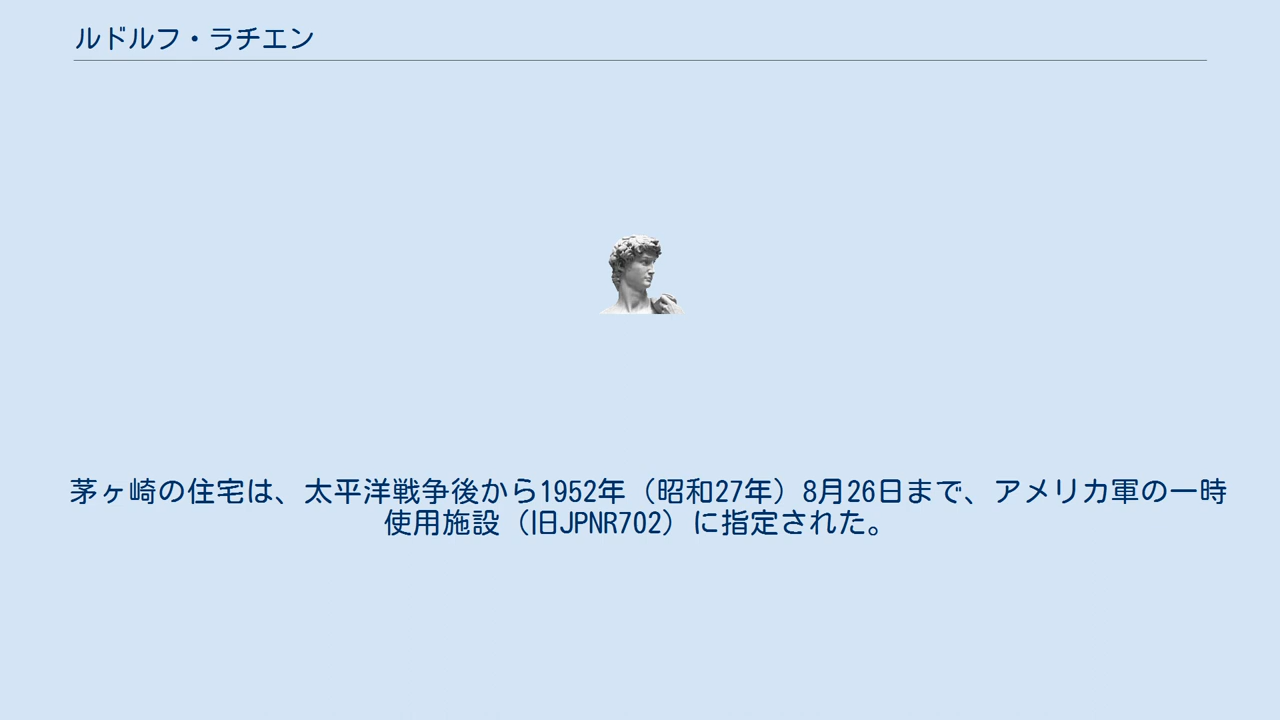 ルドルフ・ラチエン
茅ヶ崎の住宅は、太平洋戦争後から1952年（昭和27年）8月26日まで、アメリカ軍の一時
使用施設（旧JPNR702）に指定された。